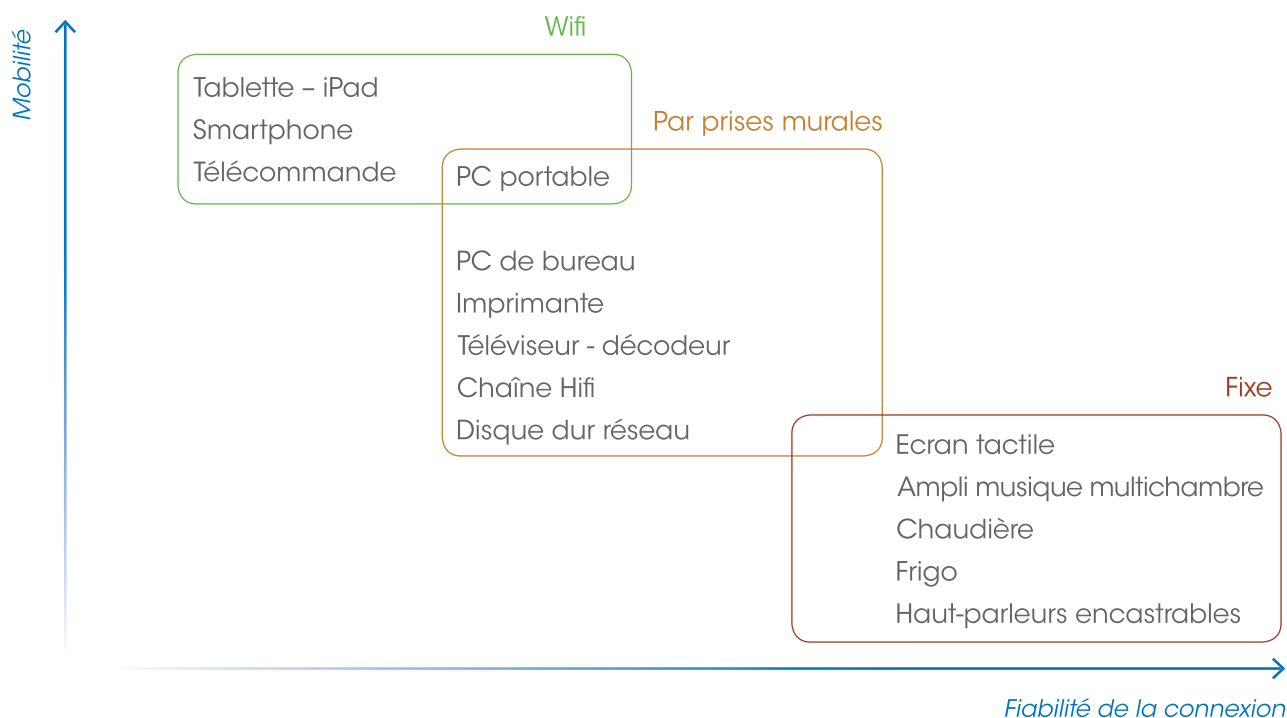 Mobilité
Wifi
Tablette – iPad
Smartphone
Télécommande
Par prises murales
PC portable
PC de bureau
Imprimante
Téléviseur - décodeur
Chaîne Hifi
Disque dur réseau
Fixe
Ecran tactile
Ampli musique multichambre
Chaudière
Frigo
Haut-parleurs encastrables
Fiabilité de la connexion